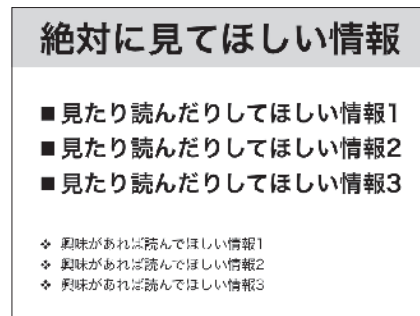 絶対に見てほしい情報
■見たり読んだりしてほしい情報1
■見たり読んだりしてほしい情報2
■見たり読んだりしてほしい情報3
❖ 興味があれば読んでほしい情報1
❖ 興味があれば読んでほしい情報2
❖ 興味があれば読んでほしい情報3